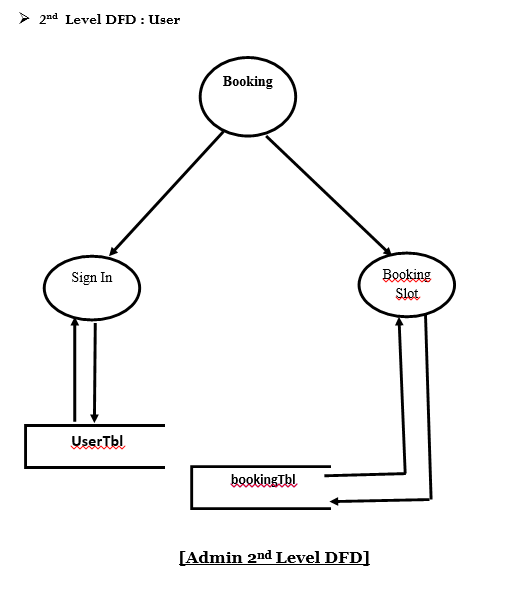 ➢ 2nd Level DFD : User
Booking
Sign In
Booking
Slot
UserTbl
bookingTbl
[Admin 2nd Level DFD]